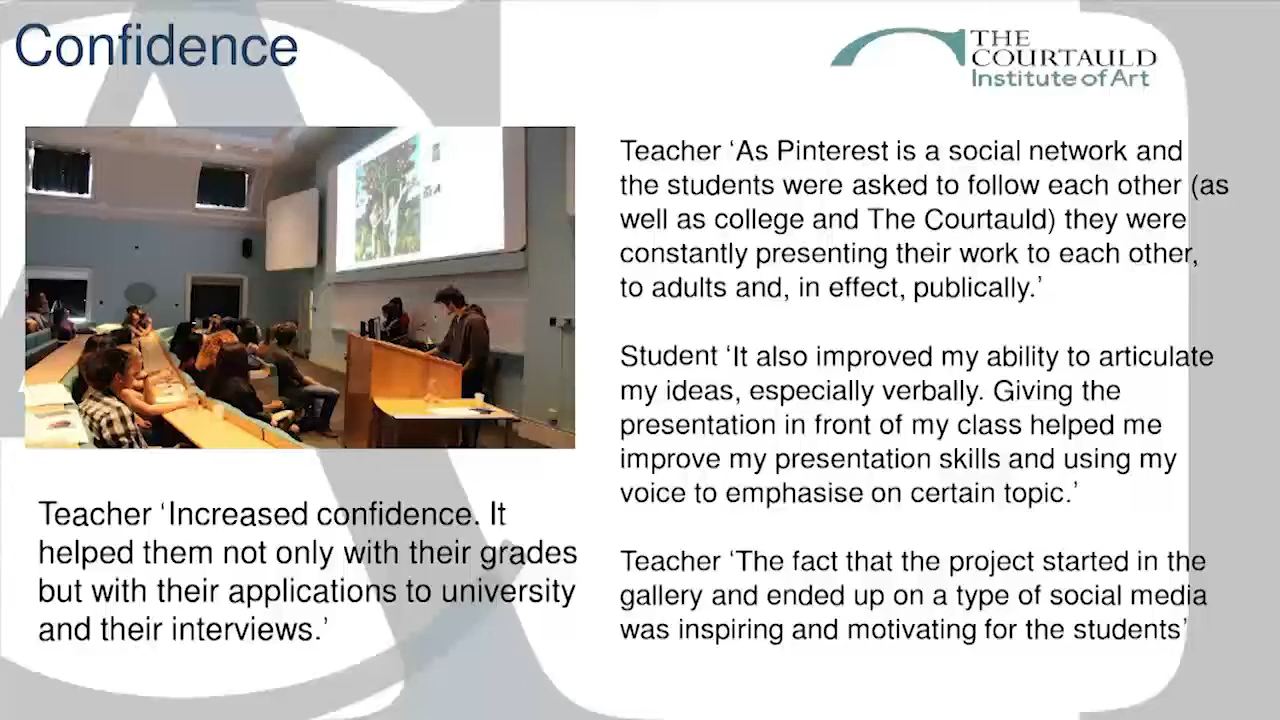 Confidence
THE
COURTAULD
Institute of Art
Teacher ‘As Pinterest is a social network and
the students were asked to follow each other (as
well as college and The Courtauld) they were
constantly presenting their work to each other,
to adults and, in effect, publically.’
Student ‘It also improved my ability to articulate
my ideas, especially verbally. Giving the
presentation in front of my class helped me
improve my presentation skills and using my
voice to emphasise on certain topic.’
Teacher ‘The fact that the project started in the
gallery and ended up on a type of social media
was inspiring and motivating for the students’
Teacher ‘Increased confidence. It
helped them not only with their grades
but with their applications to university
and their interviews.’